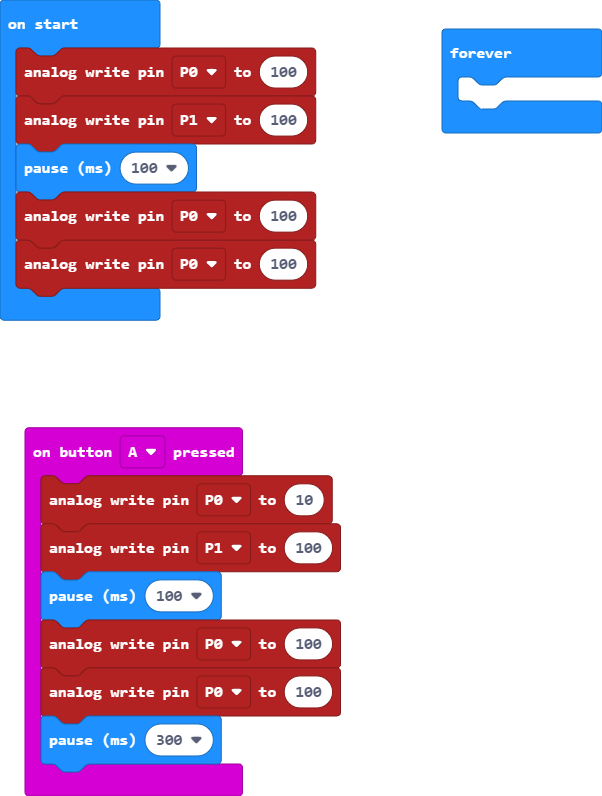 on start
analog write pin P0 to 100
analog write pin P1 to 100
pause (ms) 100
analog write pin P0 to 100
analog write pin P0 to 100
forever
on button A pressed
analog write pin P0 to 10
analog write pin P1 to 100
pause (ms) 100
analog write pin P0 to 100
analog write pin P0 to 100
pause (ms) 300